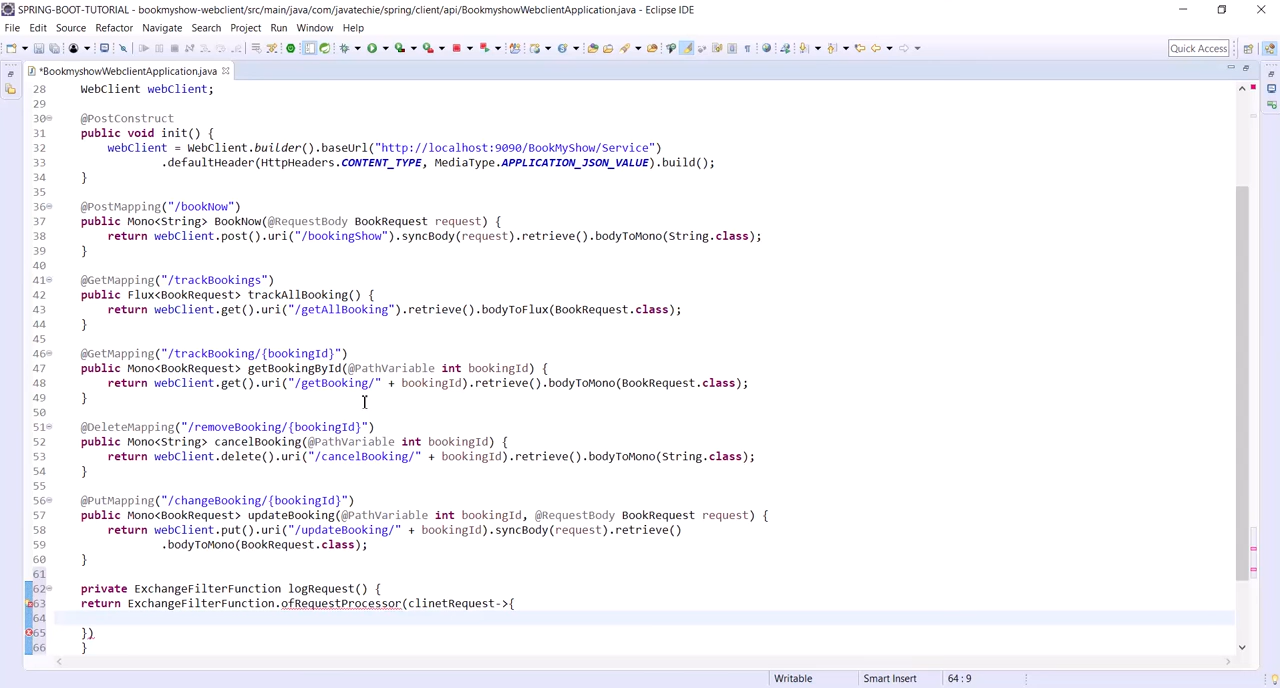 SPRING-BOOT-TUTORIAL - bookmyshow-webclient/src/main/java/com/javatechie/spring/client/api/BookmyshowWebclientApplication.java - Eclipse IDE
File Edit Source Refactor Navigate Search Project Run Window Help
Quick Access
*BookmyshowWebclientApplication.java
28 WebClient webClient;
29
30 @PostConstruct
31 public void init() {
32 webClient = WebClient.builder().baseUrl("http://localhost:9090/BookMyShow/Service")
33 .defaultHeader(HttpHeaders.CONTENT_TYPE, MediaType.APPLICATION_JSON_VALUE).build();
34 }
35
36 @PostMapping("/bookNow")
37 public Mono<String> BookNow(@RequestBody BookRequest request) {
38 return webClient.post().uri("/bookingShow").syncBody(request).retrieve().bodyToMono(String.class);
39 }
40
41 @GetMapping("/trackBookings")
42 public Flux<BookRequest> trackAllBooking() {
43 return webClient.get().uri("/getAllBooking").retrieve().bodyToFlux(BookRequest.class);
44 }
45
46 @GetMapping("/trackBooking/{bookingId}")
47 public Mono<BookRequest> getBookingById(@PathVariable int bookingId) {
48 return webClient.get().uri("/getBooking/" + bookingId).retrieve().bodyToMono(BookRequest.class);
49 }
50
51 @DeleteMapping("/removeBooking/{bookingId}")
52 public Mono<String> cancelBooking(@PathVariable int bookingId) {
53 return webClient.delete().uri("/cancelBooking/" + bookingId).retrieve().bodyToMono(String.class);
54 }
55
56 @PutMapping("/changeBooking/{bookingId}")
57 public Mono<BookRequest> updateBooking(@PathVariable int bookingId, @RequestBody BookRequest request) {
58 return webClient.put().uri("/updateBooking/" + bookingId).syncBody(request).retrieve()
59 .bodyToMono(BookRequest.class);
60 }
61
62 private ExchangeFilterFunction logRequest() {
63 return ExchangeFilterFunction.ofRequestProcessor(clinetRequest->{
64
65 })
66 }
Writable Smart Insert 64 : 9